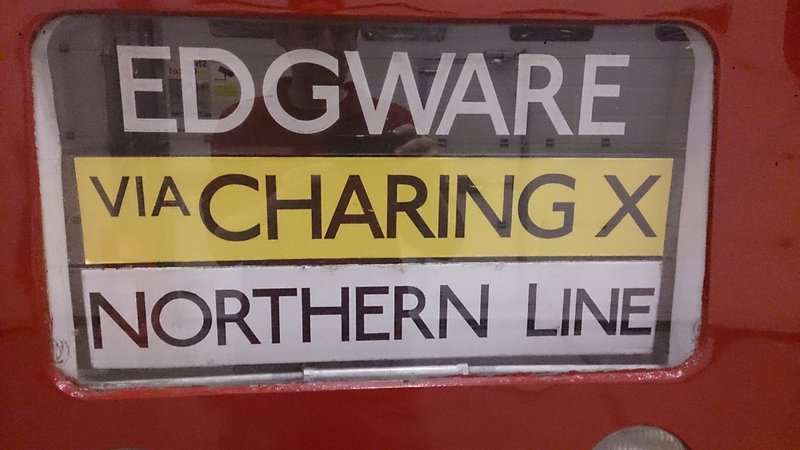 EDGWARE
VIA CHARING X
NORTHERN LINE